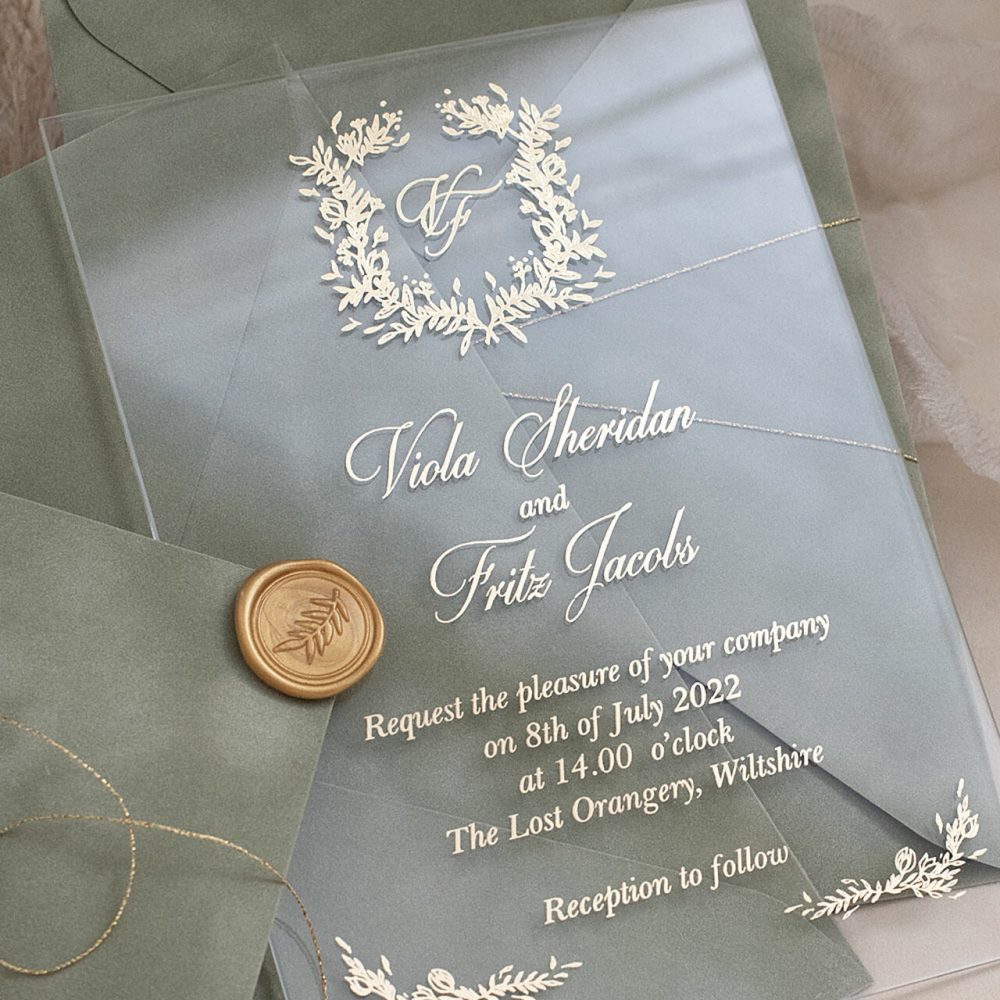 VF
Viola Sheridan
and
Fritz Jacobs
Request the pleasure of your company
on 8th of July 2022
at 14.00 o'clock
The Lost Orangery, Wiltshire
Reception to follow